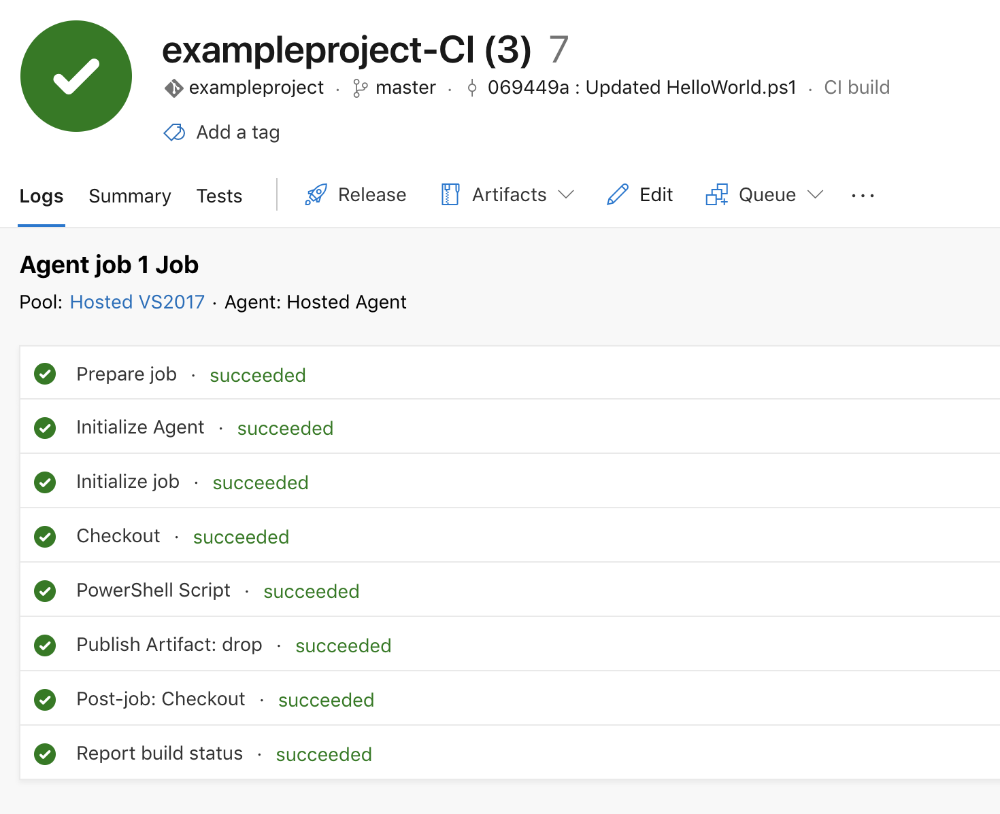 exampleproject-CI (3) 7
exampleproject · master · 069449a : Updated HelloWorld.ps1 · CI build
Add a tag
Logs Summary Tests Release Artifacts Edit Queue ...
Agent job 1 Job
Pool: Hosted VS2017 · Agent: Hosted Agent
Prepare job · succeeded
Initialize Agent · succeeded
Initialize job · succeeded
Checkout · succeeded
PowerShell Script · succeeded
Publish Artifact: drop · succeeded
Post-job: Checkout · succeeded
Report build status · succeeded